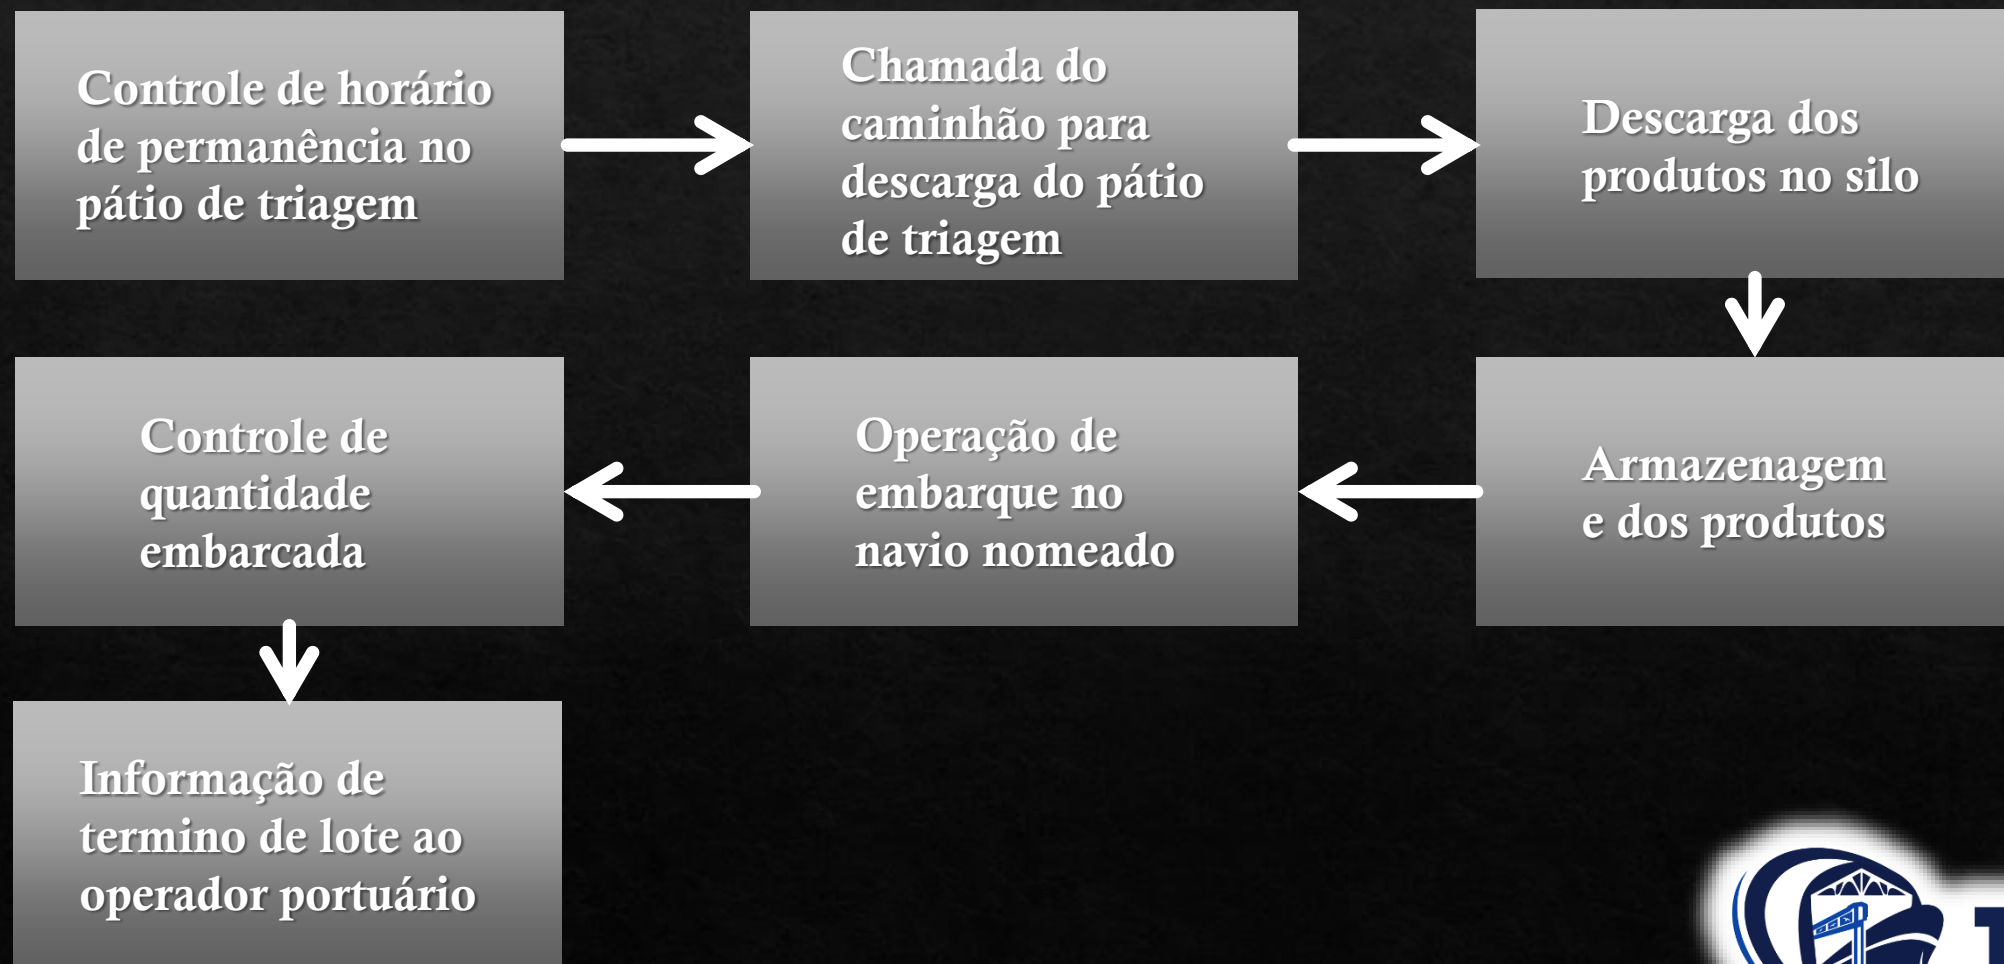 Controle de horário
de permanência no
pátio de triagem
Chamada do
caminhão para
descarga do pátio
de triagem
Descarga dos
produtos no silo
Armazenagem
e dos produtos
Operação de
embarque no
navio nomeado
Controle de
quantidade
embarcada
Informação de
termino de lote ao
operador portuário